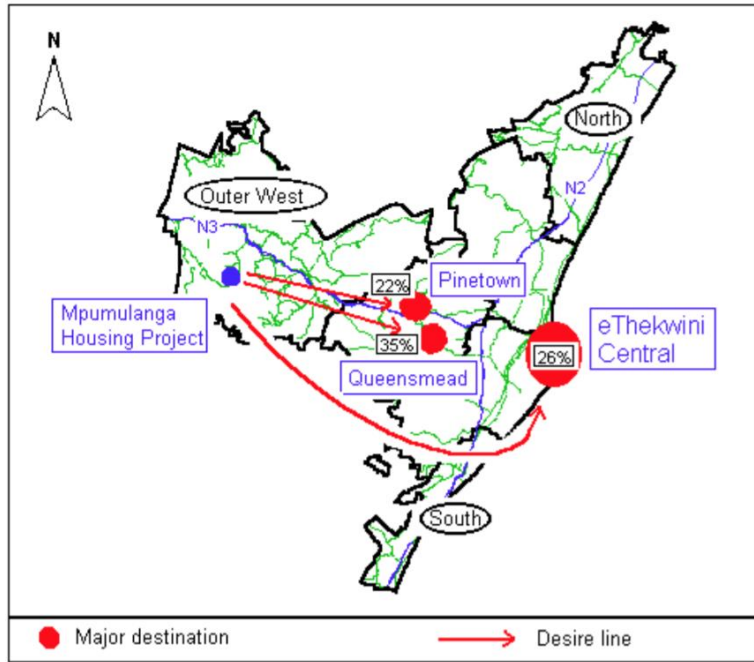 N
North
Outer West
N2
N3
22%
Pinetown
Mpumulanga
Housing Project
eThekwini
Central
35%
26%
Queensmead
South
Major destination
Desire line